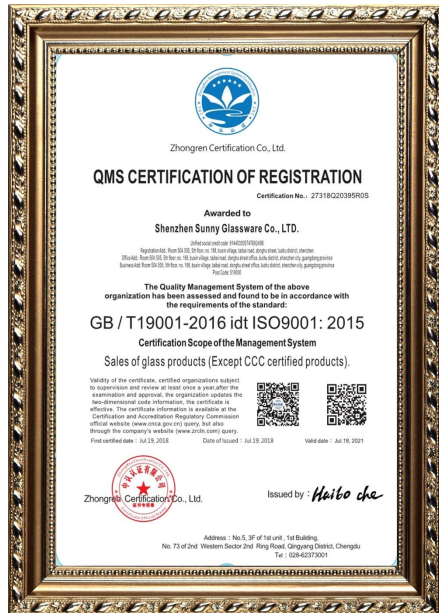 Zhongren Certification Co., Ltd.
QMS CERTIFICATION OF REGISTRATION
Certification No.: 27318Q20395R0S
Awarded to
Shenzhen Sunny Glassware Co., LTD.
The Quality Management System of the above
organization has been assessed and found to be in accordance with
the requirements of the standard:
GB / T19001-2016 idt ISO9001: 2015
Certification Scope of the Management System
Sales of glass products (Except CCC certified products).
Validity of the certificate, certified organizations subject
to supervision and review at least once a year,after the
examination and approval, the organization updates the
two-dimensional code information, the certificate is
effective. The certificate information is available at the
Certification and Accreditation Regulatory Commission
official website (www.cnca.gov.cn) query, but also
through the company's website (www.zrcln.com) query.
First certified date : Jul.19, 2018 Date of Issued : Jul.19, 2018 Valid date : Jul.18, 2021
Zhongren Certification Co., Ltd.
Issued by : Haibo che
Address : No.5, 3F of 1st unit , 1st Building,
No. 73 of 2nd Western Sector 2nd Ring Road, Qingyang District, Chengdu
Tel : 028-62373001